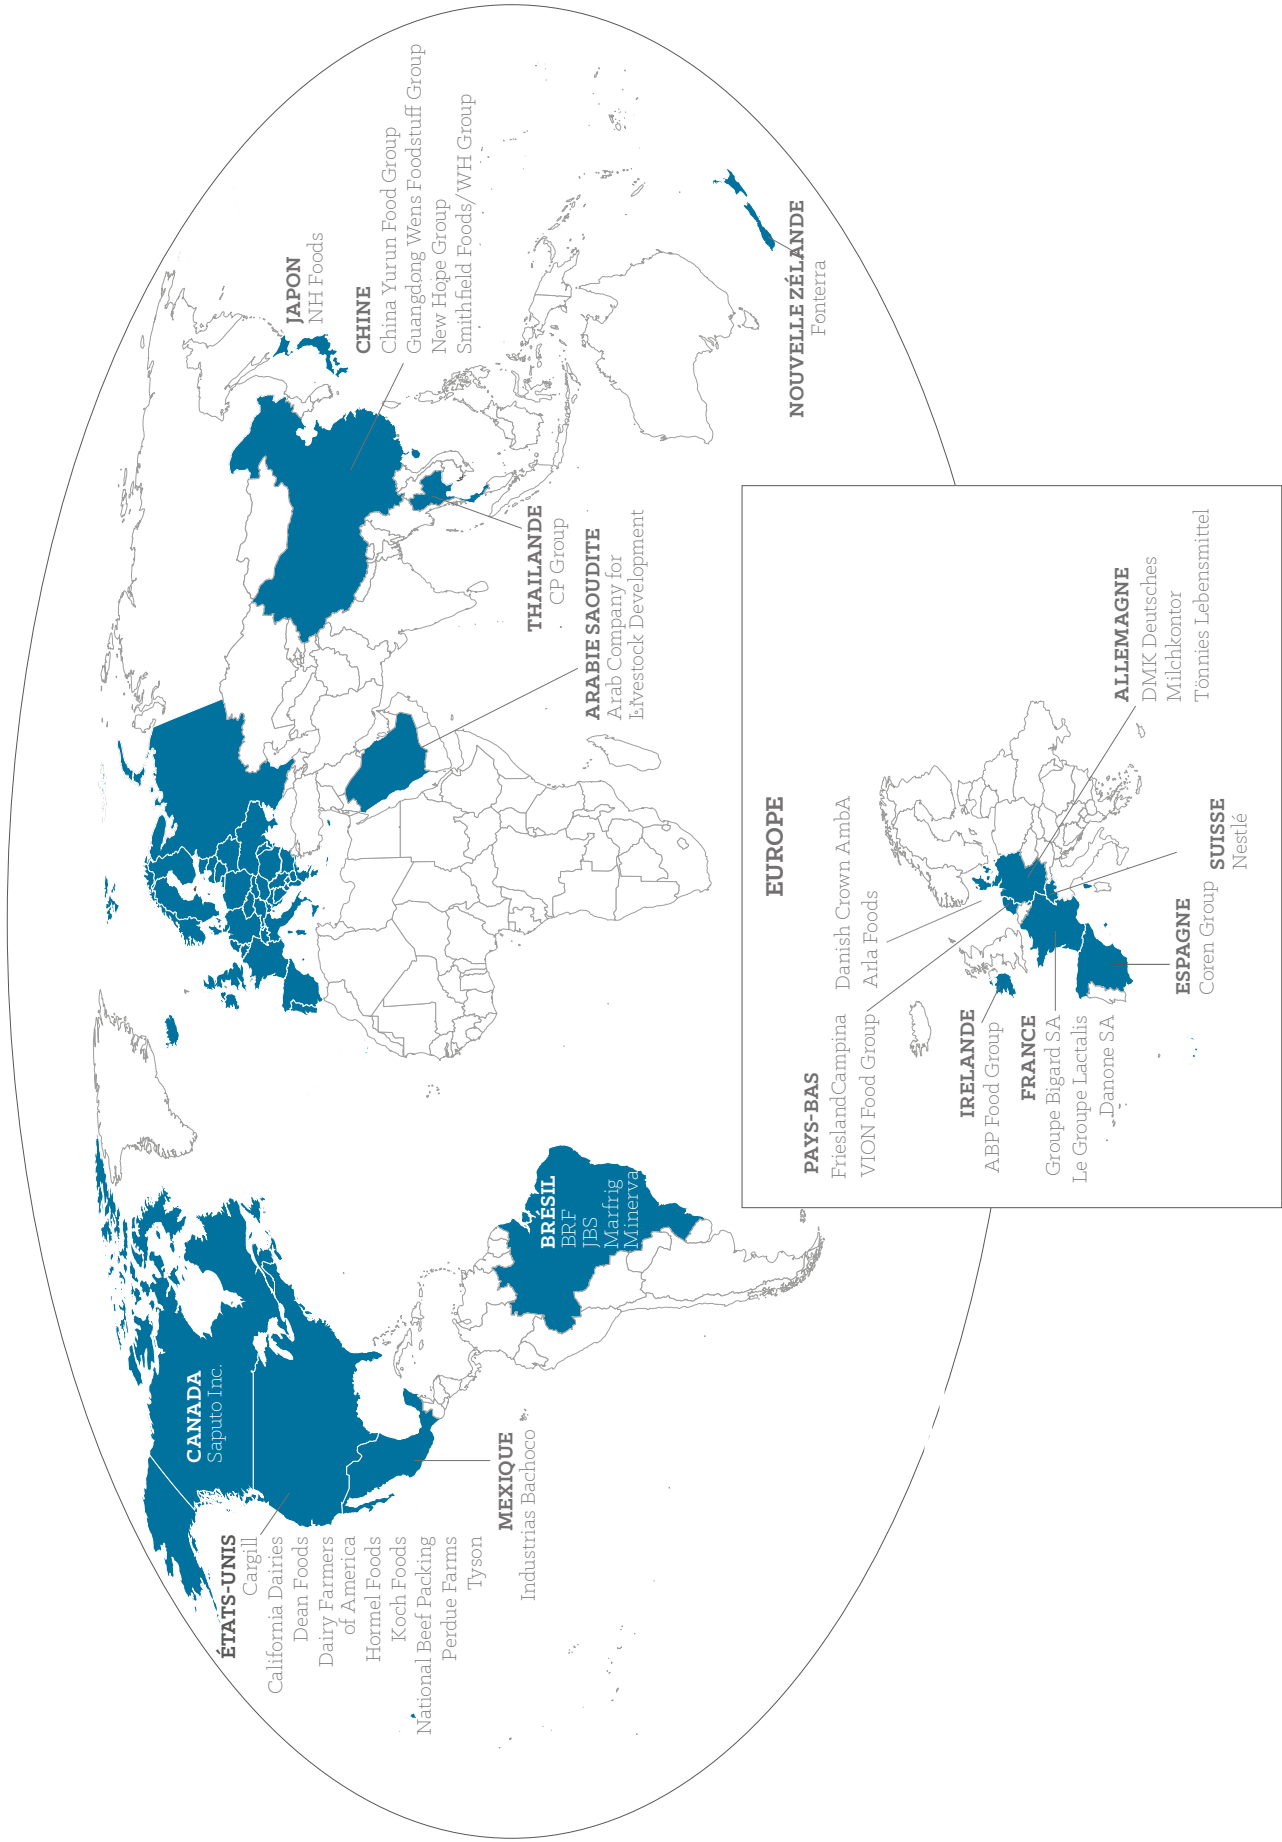 CANADA
Saputo Inc.
ÉTATS-UNIS
Cargill
California Dairies
Dean Foods
Dairy Farmers
of America
Hormel Foods
Koch Foods
National Beef Packing
Perdue Farms
Tyson
MEXIQUE
Industrias Bachoco
BRÉSIL
BRF
JBS
Marfrig
Minerva
JAPON
NH Foods
CHINE
China Yurun Food Group
Guangdong Wens Foodstuff Group
New Hope Group
Smithfield Foods/WH Group
THAILANDE
CP Group
ARABIE SAOUDITE
Arab Company for
Livestock Development
NOUVELLE ZÉLANDE
Fonterra
EUROPE
PAYS-BAS
FrieslandCampina
VION Food Group
Danish Crown AmbA
Arla Foods
IRELANDE
ABP Food Group
FRANCE
Groupe Bigard SA
Le Groupe Lactalis
Danone SA
ALLEMAGNE
DMK Deutsches
Milchkontor
Tönnies Lebensmittel
ESPAGNE
Coren Group
SUISSE
Nestlé